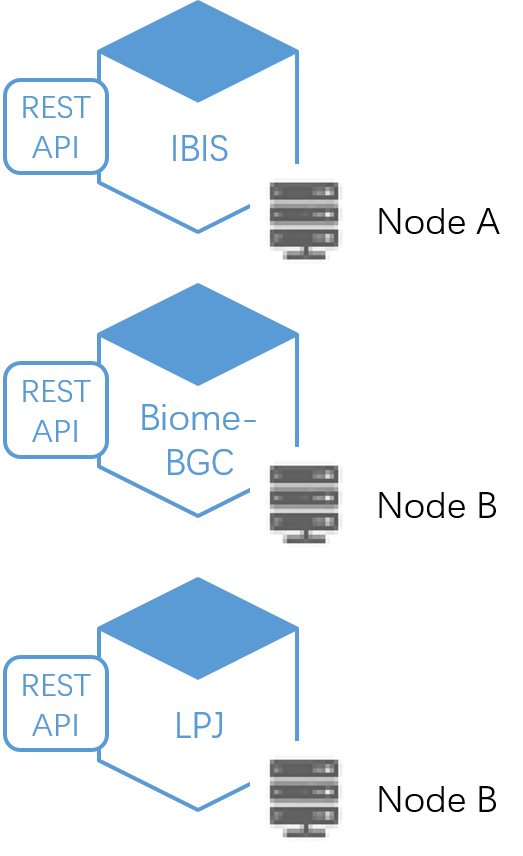 REST
API
IBIS
Node A
REST
API
Biome-
BGC
Node B
REST
API
LPJ
Node B